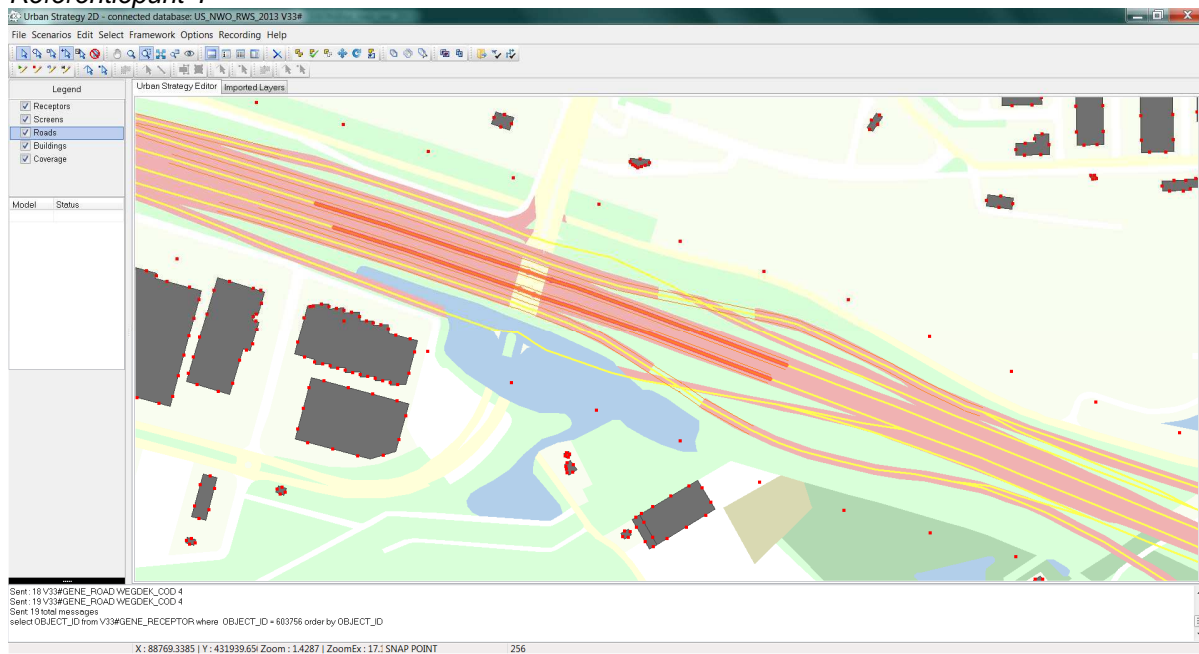 Referentiepunt 4
Urban Strategy 2D - connected database: US_NWO_RWS_2013 V33#
File Scenarios Edit Select Framework Options Recording Help
Legend
Urban Strategy Editor Imported Layers
Receptors
Screens
Roads
Buildings
Coverage
Model Status
Sent: 18 V33#GENE_ROAD WEGDEK_COD 4
Sent: 19 V33#GENE_ROAD WEGDEK_COD 4
Sent 19 total messages
select OBJECT_ID from V33#GENE_RECEPTOR where OBJECT_ID = 603756 order by OBJECT_ID
X : 88769.3385 | Y : 431939.65 | Zoom : 1.4287 | ZoomEx : 17. SNAP POINT 256